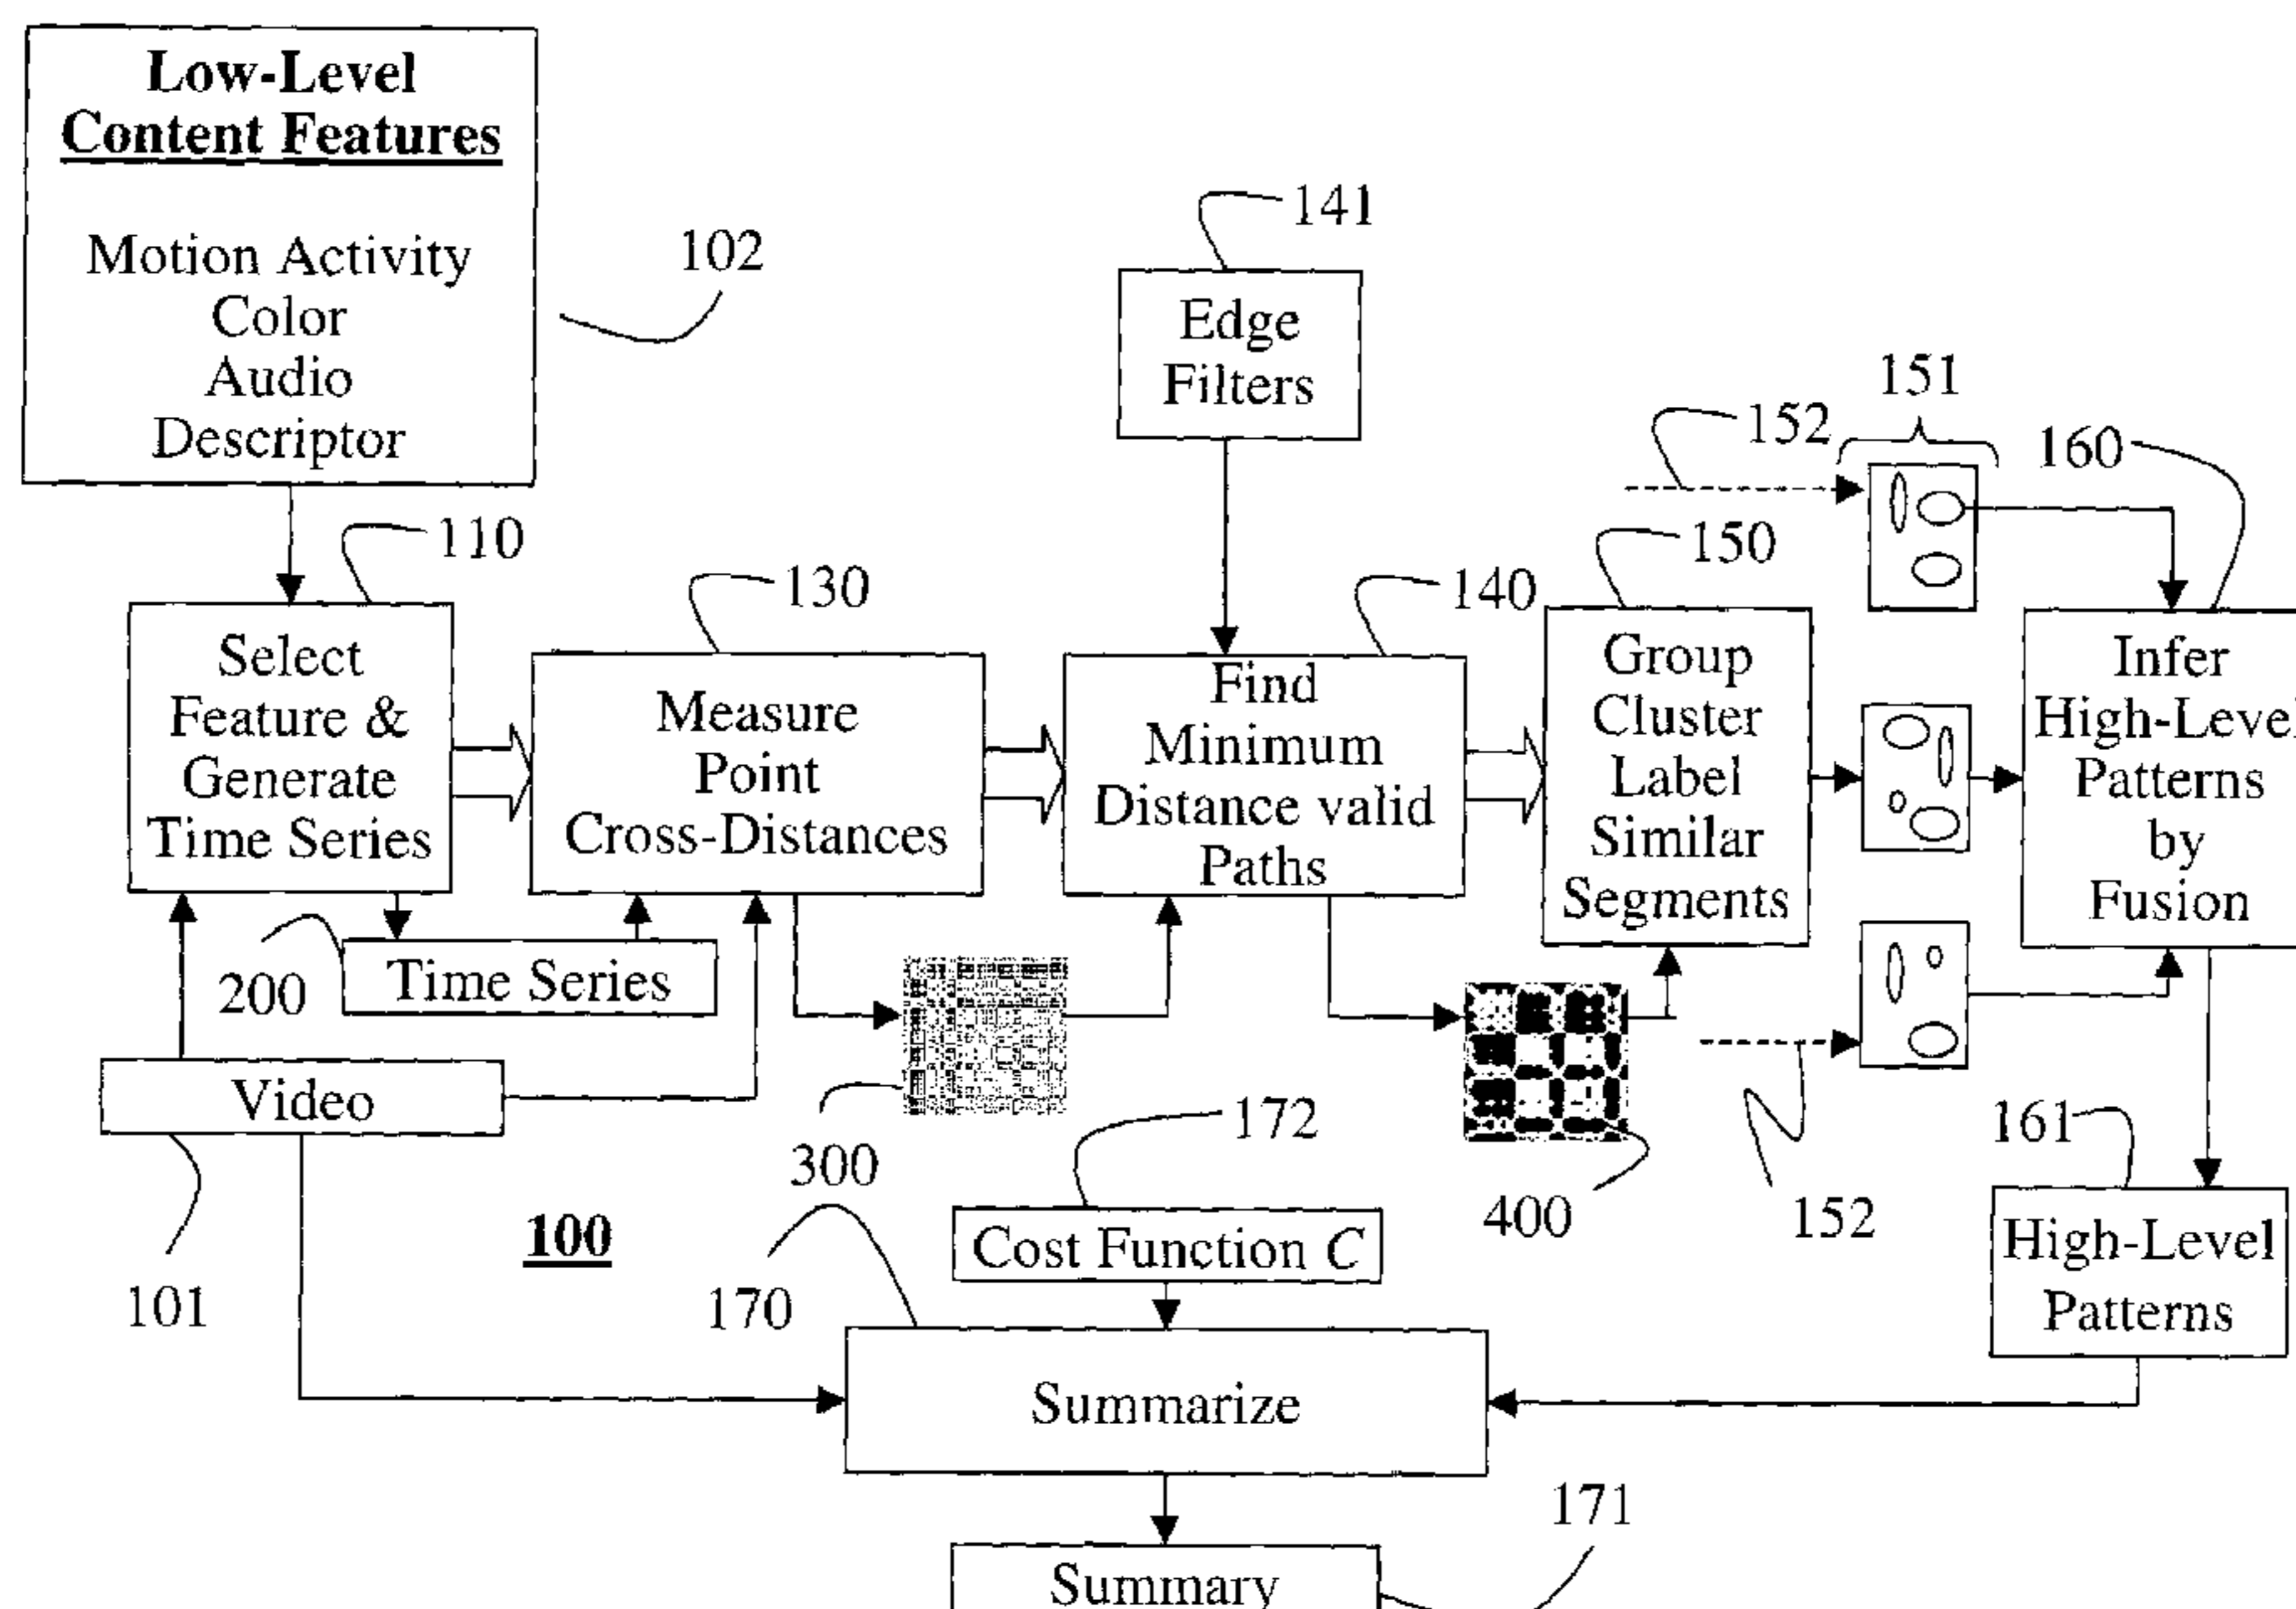 Low-Level
Content Features
Motion Activity
Color
Audio
Descriptor
102
141
Edge
Filters
151
152
160
110
130
140
150
Select
Feature &
Generate
Time Series
Measure
Point
Cross-Distances
Find
Minimum
Distance valid
Paths
Group
Cluster
Label
Similar
Segments
Infer
High-Level
Patterns
by
Fusion
200
Time Series
Video
101
100
300
172
400
152
161
170
Cost Function C
High-Level
Patterns
Summarize
171
Summary